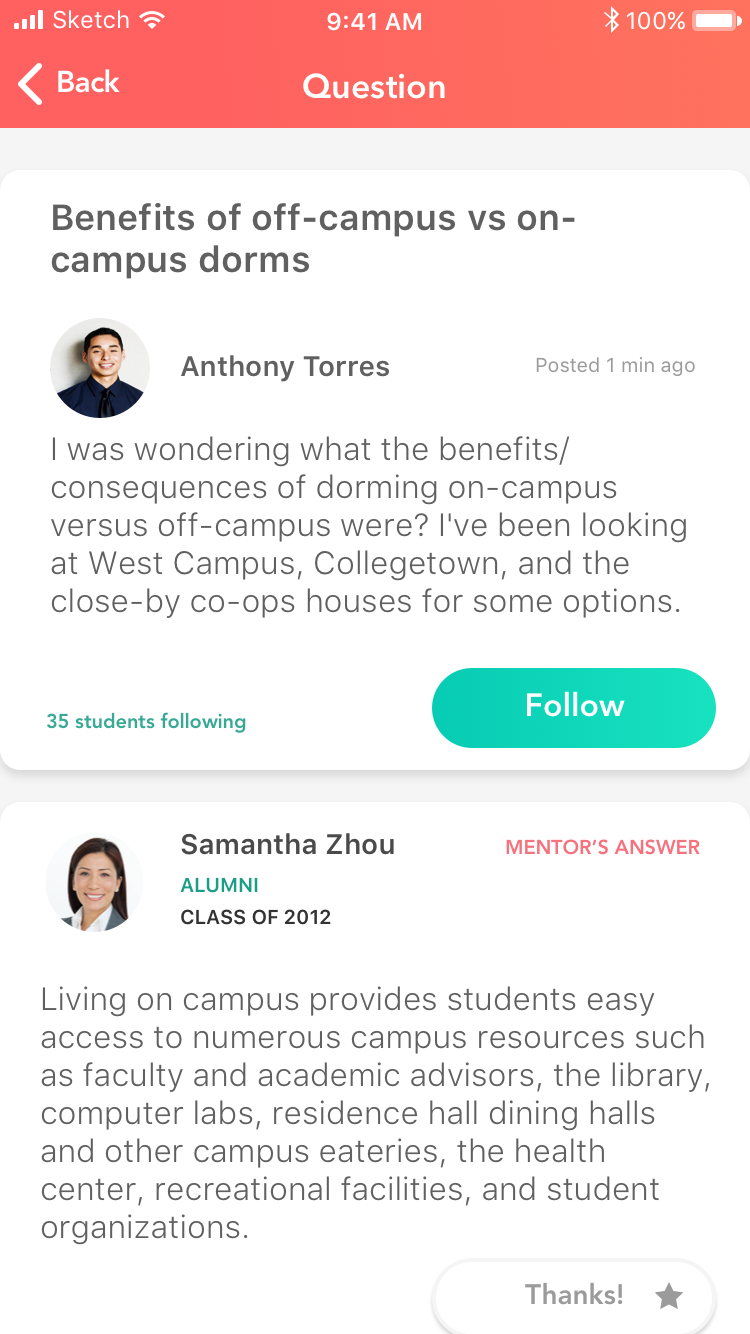 Sketch 9:41 AM 100%
Back Question
Benefits of off-campus vs on-
campus dorms
Anthony Torres Posted 1 min ago
I was wondering what the benefits/
consequences of dorming on-campus
versus off-campus were? I've been looking
at West Campus, Collegetown, and the
close-by co-ops houses for some options.
35 students following Follow
Samantha Zhou MENTOR’S ANSWER
ALUMNI
CLASS OF 2012
Living on campus provides students easy
access to numerous campus resources such
as faculty and academic advisors, the library,
computer labs, residence hall dining halls
and other campus eateries, the health
center, recreational facilities, and student
organizations.
Thanks!